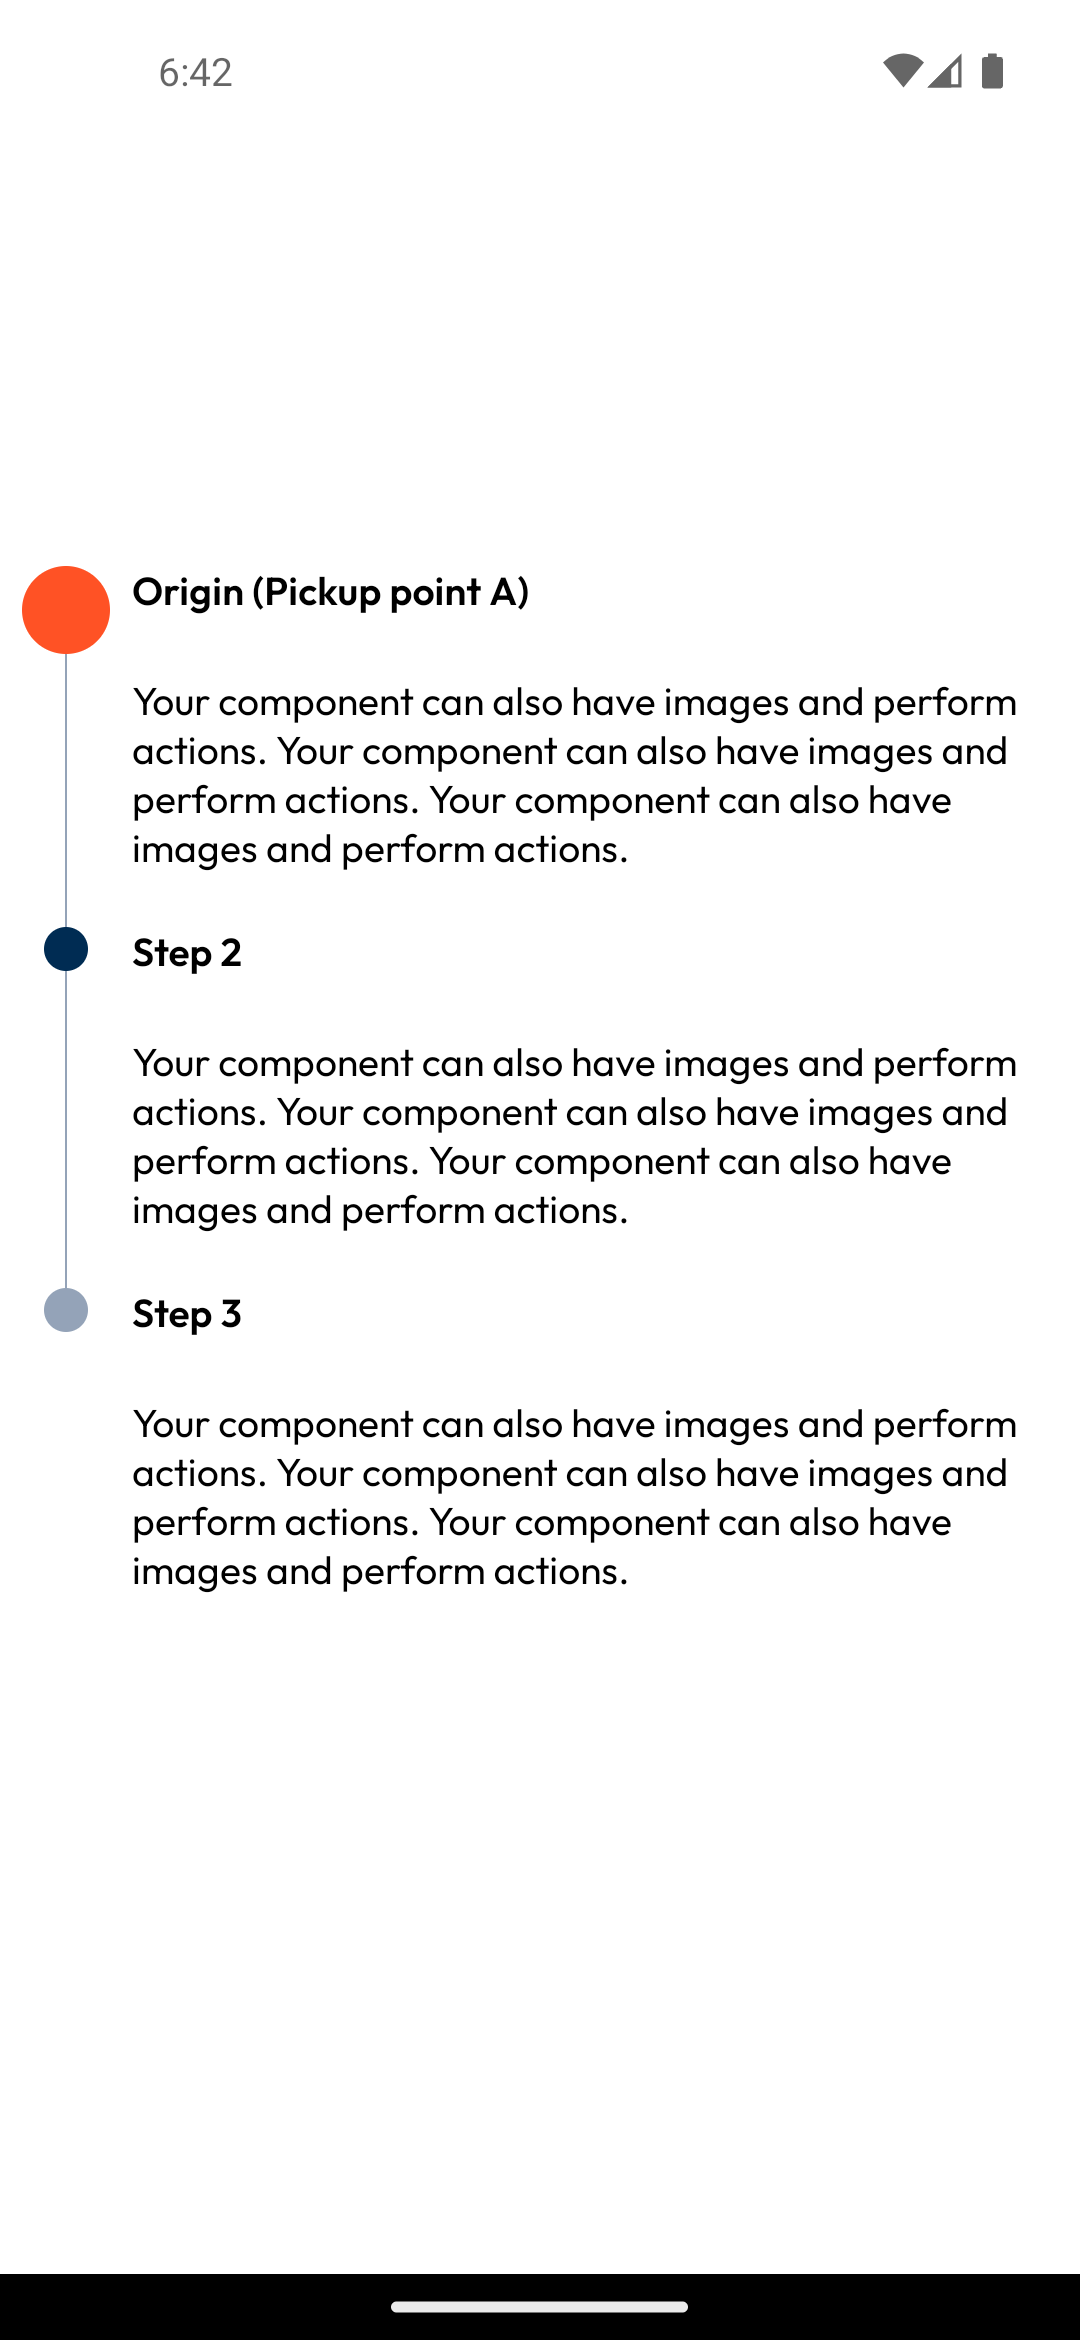 6:42
Origin (Pickup point A)
Your component can also have images and perform
actions. Your component can also have images and
perform actions. Your component can also have
images and perform actions.
Step 2
Your component can also have images and perform
actions. Your component can also have images and
perform actions. Your component can also have
images and perform actions.
Step 3
Your component can also have images and perform
actions. Your component can also have images and
perform actions. Your component can also have
images and perform actions.